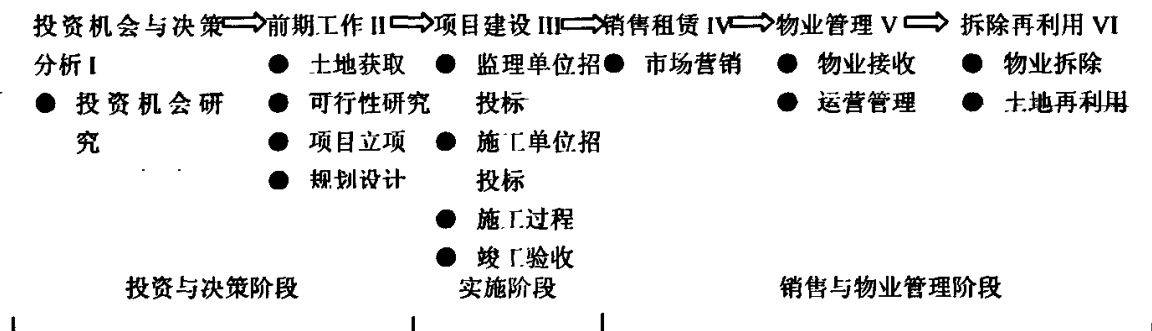 投资机会与决策⇨前期工作 II⇨项目建设 III⇨销售租赁 IV⇨物业管理 V⇨拆除再利用 VI
分析 I
● 投资机会研
究
● 土地获取
● 可行性研究
● 项目立项
● 规划设计
● 监理单位招
投标
● 施工单位招
投标
● 施工过程
● 竣工验收
● 市场营销
● 物业接收
● 运营管理
● 物业拆除
● 土地再利用
投资与决策阶段 实施阶段 销售与物业管理阶段